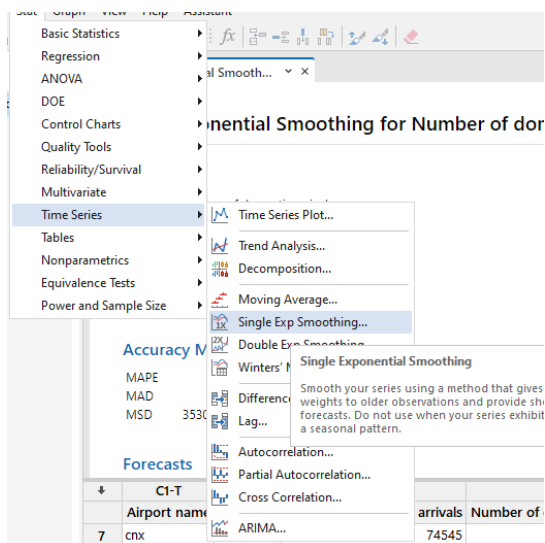 Stat Graph View Help Assistant
Basic Statistics
Regression
ANOVA
DOE
Control Charts
Quality Tools
Reliability/Survival
Multivariate
Time Series
Tables
Nonparametrics
Equivalence Tests
Power and Sample Size
fx
al Smooth...
nential Smoothing for Number of dor
Time Series Plot...
Trend Analysis...
Decomposition...
Moving Average...
Single Exp Smoothing...
Double Exp Smoothing...
Winters'
Difference
Lag...
Autocorrelation...
Partial Autocorrelation...
Cross Correlation...
ARIMA...
Single Exponential Smoothing
Smooth your series using a method that gives
weights to older observations and provide sh
forecasts. Do not use when your series exhibit
a seasonal pattern.
Accuracy M
MAPE
MAD
MSD 3530
Forecasts
C1-T
Airport name arrivals Number of
7 cnx 74545